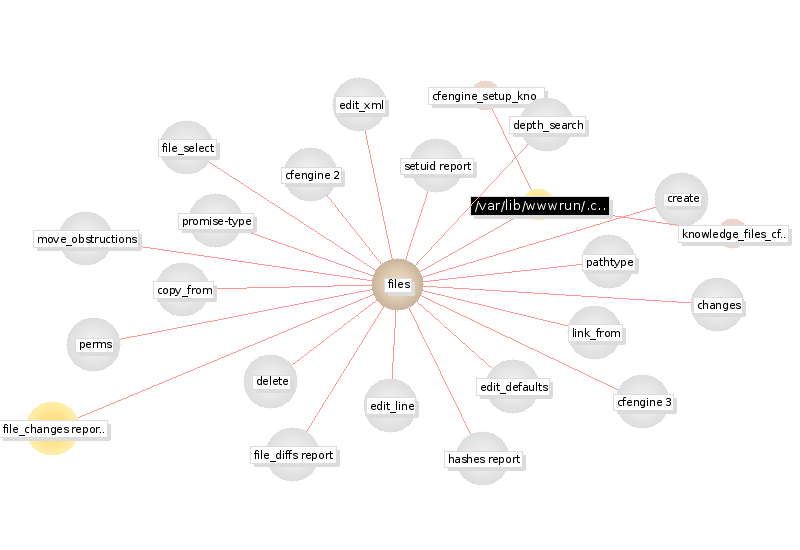 cfengine_setup_kno
edit_xml
depth_search
file_select
setuid report
cfengine 2
create
/var/lib/wwwrun/.c..
promise-type
knowledge_files_cf..
move_obstructions
pathtype
files
copy_from
changes
link_from
perms
delete
edit_defaults
cfengine 3
edit_line
file_changes repor..
file_diffs report
hashes report